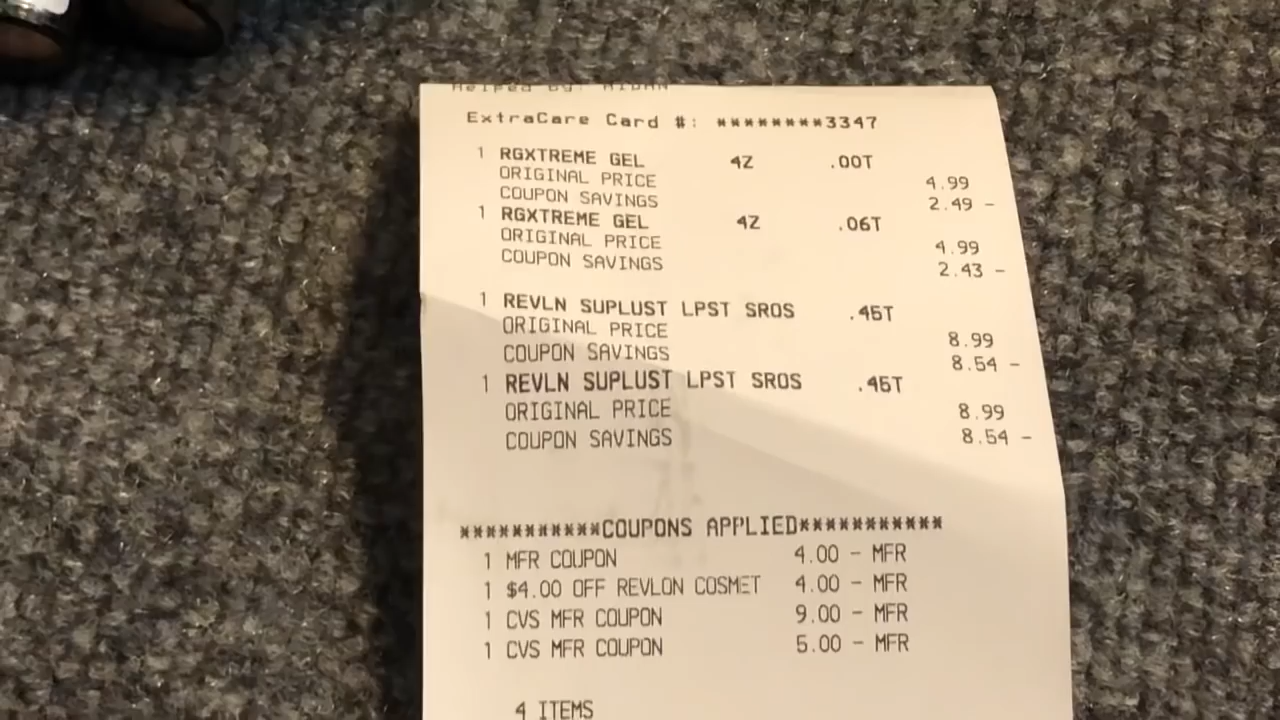 Helped by: AIDAN
ExtraCare Card #: ********3347
1 RGXTREME GEL 4Z .00T
ORIGINAL PRICE 4.99
COUPON SAVINGS 2.49 -
1 RGXTREME GEL 4Z .06T
ORIGINAL PRICE 4.99
COUPON SAVINGS 2.43 -
1 REVLN SUPLUST LPST SROS .45T
ORIGINAL PRICE 8.99
COUPON SAVINGS 8.54 -
1 REVLN SUPLUST LPST SROS .45T
ORIGINAL PRICE 8.99
COUPON SAVINGS 8.54 -
***********COUPONS APPLIED***********
1 MFR COUPON 4.00 - MFR
1 $4.00 OFF REVLON COSMET 4.00 - MFR
1 CVS MFR COUPON 9.00 - MFR
1 CVS MFR COUPON 5.00 - MFR
4 ITEMS